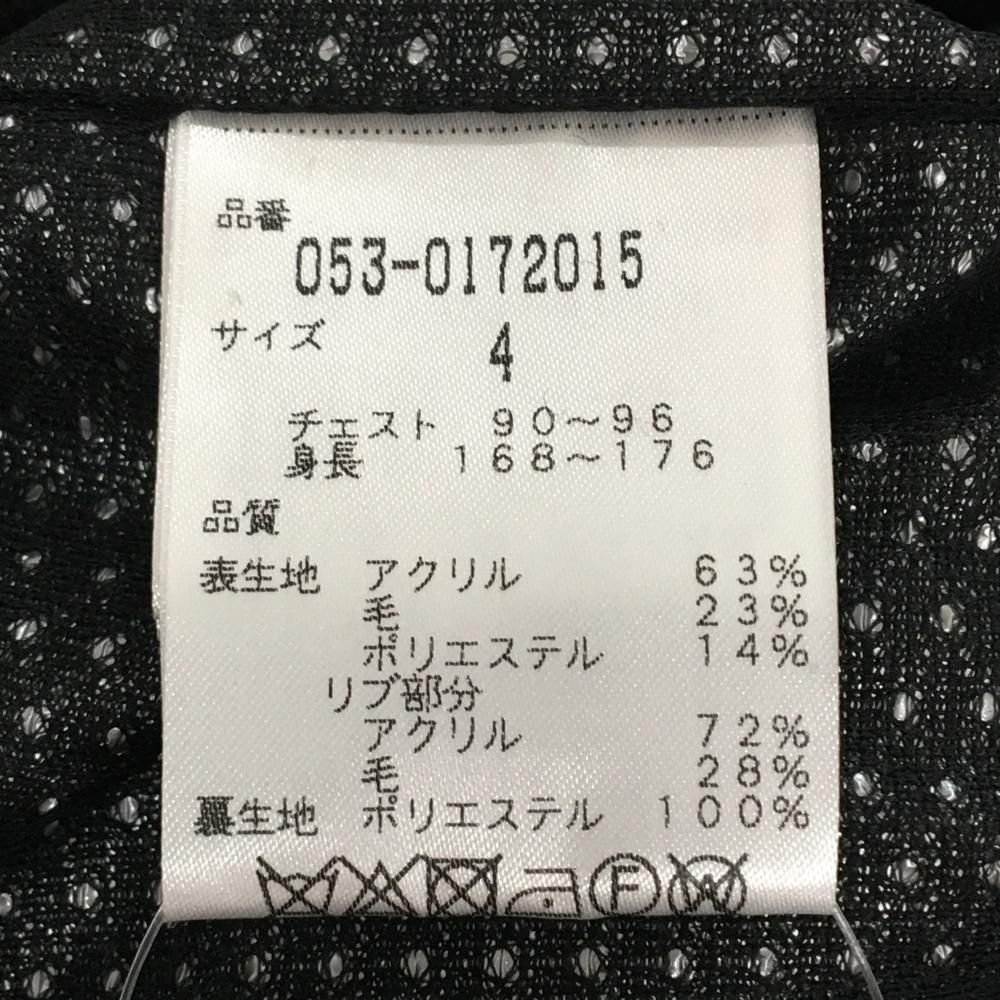 品番
053-0172015
サイズ 4
チェスト 90～96
身長 168～176
品質
表生地 アクリル 63%
毛 23%
ポリエステル 14%
リブ部分
アクリル 72%
毛 28%
裏生地 ポリエステル 100%
F W